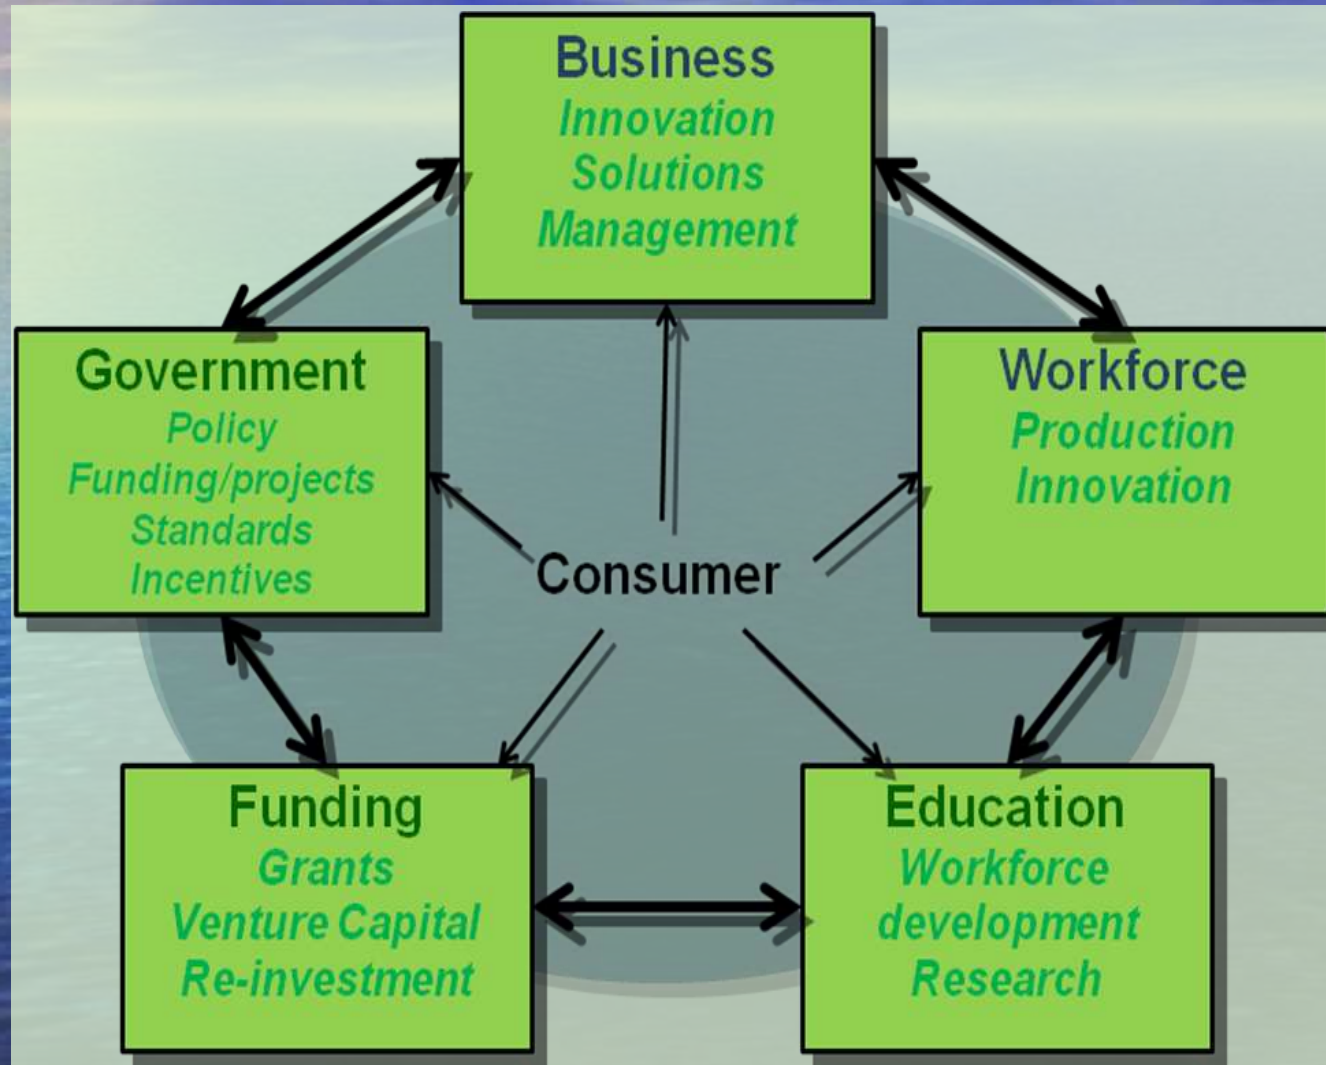 Business
Innovation
Solutions
Management
Government
Policy
Funding/projects
Standards
Incentives
Workforce
Production
Innovation
Consumer
Funding
Grants
Venture Capital
Re-investment
Education
Workforce
development
Research